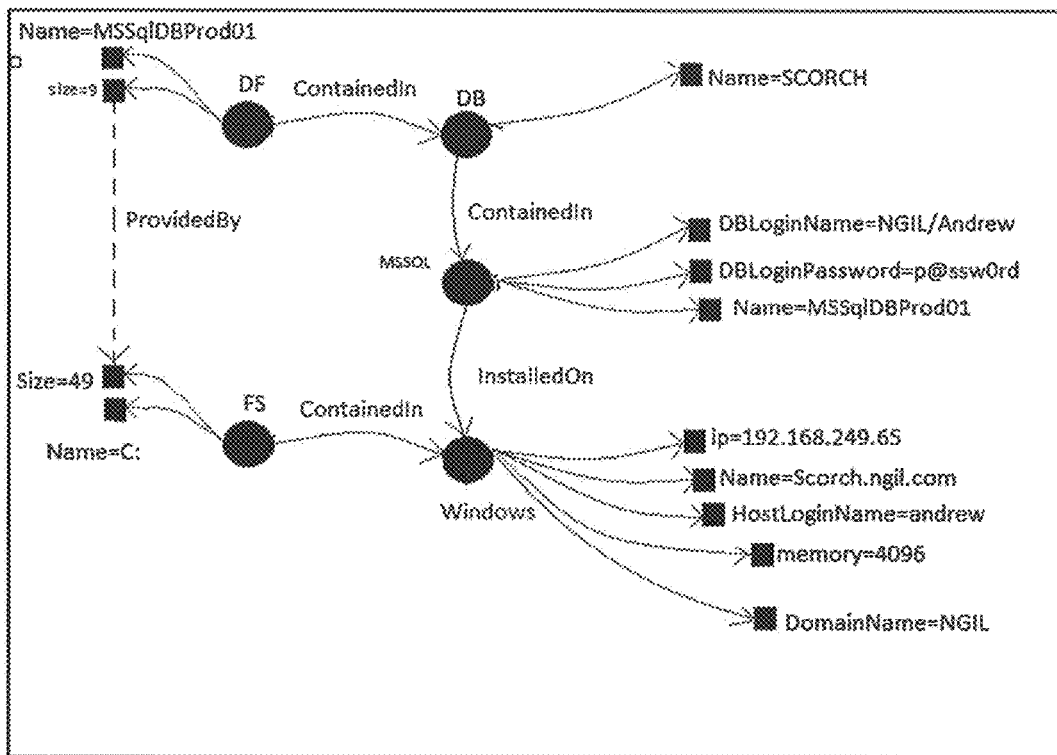 Name=MSSqlDBProd01
size=9
DF
ContainedIn
DB
Name=SCORCH
ProvidedBy
ContainedIn
MSSQL
DBLoginName=NGIL/Andrew
DBLoginPassword=p@ssw0rd
Name=MSSqlDBProd01
InstalledOn
Size=49
Name=C:
FS
ContainedIn
Windows
ip=192.168.249.65
Name=Scorch.ngil.com
HostLoginName=andrew
memory=4096
DomainName=NGIL